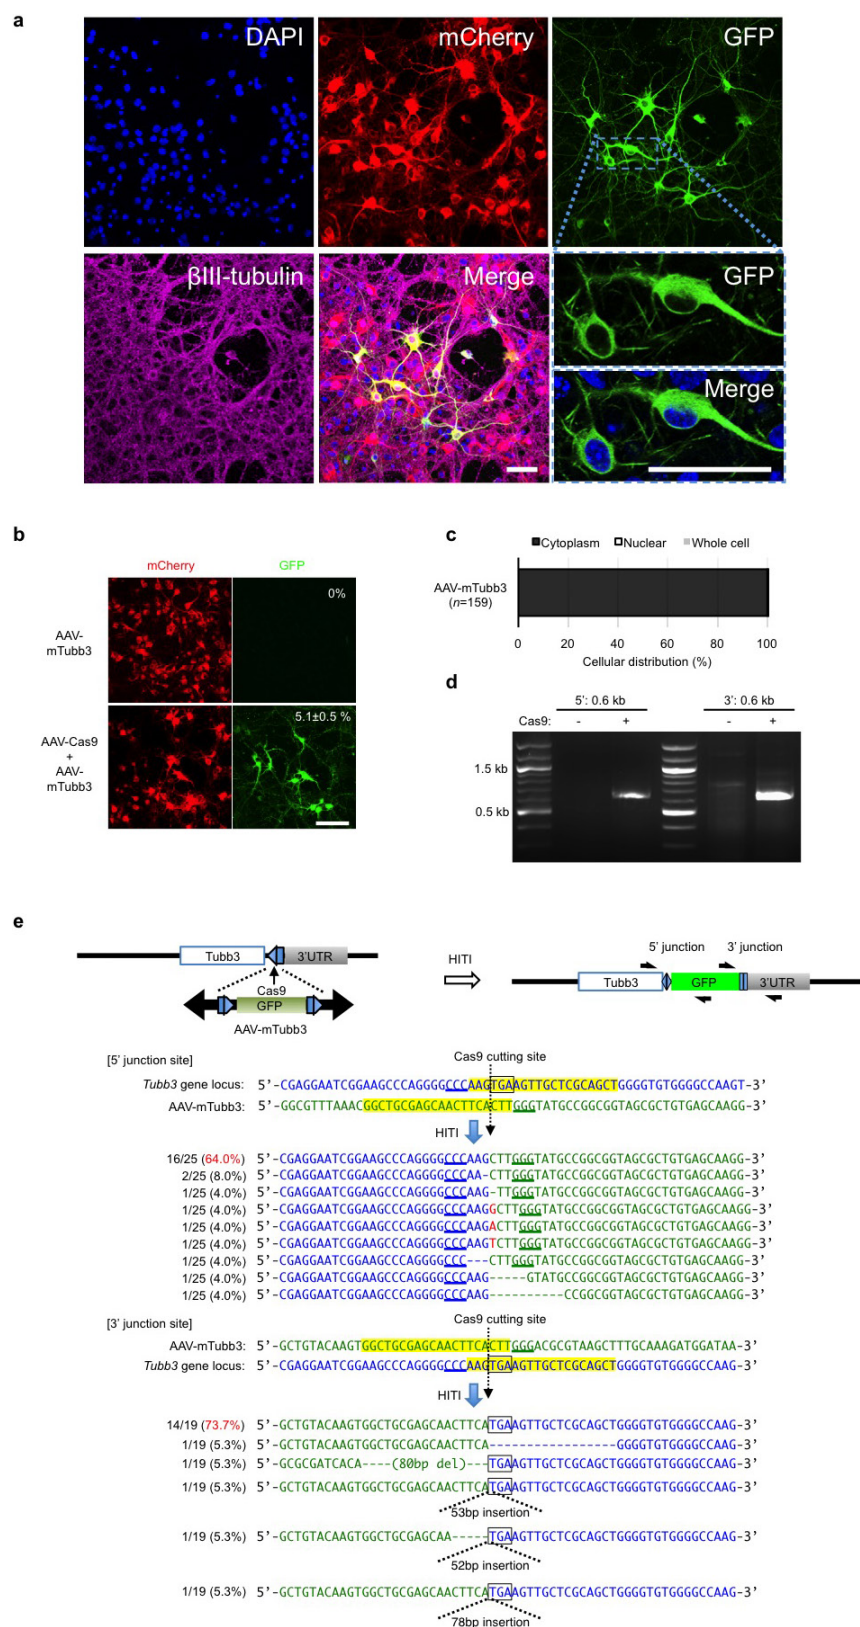 a
DAPI
mCherry
GFP
βIII-tubulin
Merge
GFP
Merge
b
mCherry
GFP
AAV-
mTubb3
0%
AAV-Cas9
+
AAV-
mTubb3
5.1±0.5 %
c
Cytoplasm Nuclear Whole cell
AAV-mTubb3
(n=159)
0 20 40 60 80 100
Cellular distribution (%)
d
5': 0.6 kb 3': 0.6 kb
Cas9: - + - +
1.5 kb
0.5 kb
e
Tubb3 3'UTR
Cas9
GFP
AAV-mTubb3
HITI
5' junction 3' junction
Tubb3 GFP 3'UTR
[5' junction site]
Cas9 cutting site
Tubb3 gene locus: 5'-CGAGGAATCGGAAGCCCAGGGGCCCAAGTGAAGTTGCTCGCAGCTGGGGTGTGGGGCCAAGT-3'
AAV-mTubb3: 5'-GGCGTTTAAACGGCTGCGAGCAACTTCACTTGGGTATGCCGGCGGTAGCGCTGTGAGCAAGG-3'
HITI
16/25 (64.0%) 5'-CGAGGAATCGGAAGCCCAGGGGCCCAAGCTTGGGTATGCCGGCGGTAGCGCTGTGAGCAAGG-3'
2/25 (8.0%) 5'-CGAGGAATCGGAAGCCCAGGGGCCCAA-CTTGGGTATGCCGGCGGTAGCGCTGTGAGCAAGG-3'
1/25 (4.0%) 5'-CGAGGAATCGGAAGCCCAGGGGCCCAAG-TTGGGTATGCCGGCGGTAGCGCTGTGAGCAAGG-3'
1/25 (4.0%) 5'-CGAGGAATCGGAAGCCCAGGGGCCCAAGGCTTGGGTATGCCGGCGGTAGCGCTGTGAGCAAGG-3'
1/25 (4.0%) 5'-CGAGGAATCGGAAGCCCAGGGGCCCAAGACTTGGGTATGCCGGCGGTAGCGCTGTGAGCAAGG-3'
1/25 (4.0%) 5'-CGAGGAATCGGAAGCCCAGGGGCCCAAGTCTTGGGTATGCCGGCGGTAGCGCTGTGAGCAAGG-3'
1/25 (4.0%) 5'-CGAGGAATCGGAAGCCCAGGGGCCC---CTTGGGTATGCCGGCGGTAGCGCTGTGAGCAAGG-3'
1/25 (4.0%) 5'-CGAGGAATCGGAAGCCCAGGGGCCCAAG-----GTATGCCGGCGGTAGCGCTGTGAGCAAGG-3'
1/25 (4.0%) 5'-CGAGGAATCGGAAGCCCAGGGGCCCAAG----------CCGGCGGTAGCGCTGTGAGCAAGG-3'
[3' junction site]
Cas9 cutting site
AAV-mTubb3: 5'-GCTGTACAAGTGGCTGCGAGCAACTTCACTTGGGACGCGTAAGCTTTGCAAAGATGGATAA-3'
Tubb3 gene locus: 5'-CGAGGAATCGGAAGCCCAGGGGCCCAAGTGAAGTTGCTCGCAGCTGGGGTGTGGGGCCAAG-3'
HITI
14/19 (73.7%) 5'-GCTGTACAAGTGGCTGCGAGCAACTTCATGAAGTTGCTCGCAGCTGGGGTGTGGGGCCAAG-3'
1/19 (5.3%) 5'-GCTGTACAAGTGGCTGCGAGCAACTTCA-----------------GGGGTGTGGGGCCAAG-3'
1/19 (5.3%) 5'-GCGCGATCACA----(80bp del)----TGAAGTTGCTCGCAGCTGGGGTGTGGGGCCAAG-3'
1/19 (5.3%) 5'-GCTGTACAAGTGGCTGCGAGCAACTTCATGAAGTTGCTCGCAGCTGGGGTGTGGGGCCAAG-3'
53bp insertion
1/19 (5.3%) 5'-GCTGTACAAGTGGCTGCGAGCAA-----TGAAGTTGCTCGCAGCTGGGGTGTGGGGCCAAG-3'
52bp insertion
1/19 (5.3%) 5'-GCTGTACAAGTGGCTGCGAGCAACTTCATGAAGTTGCTCGCAGCTGGGGTGTGGGGCCAAG-3'
78bp insertion